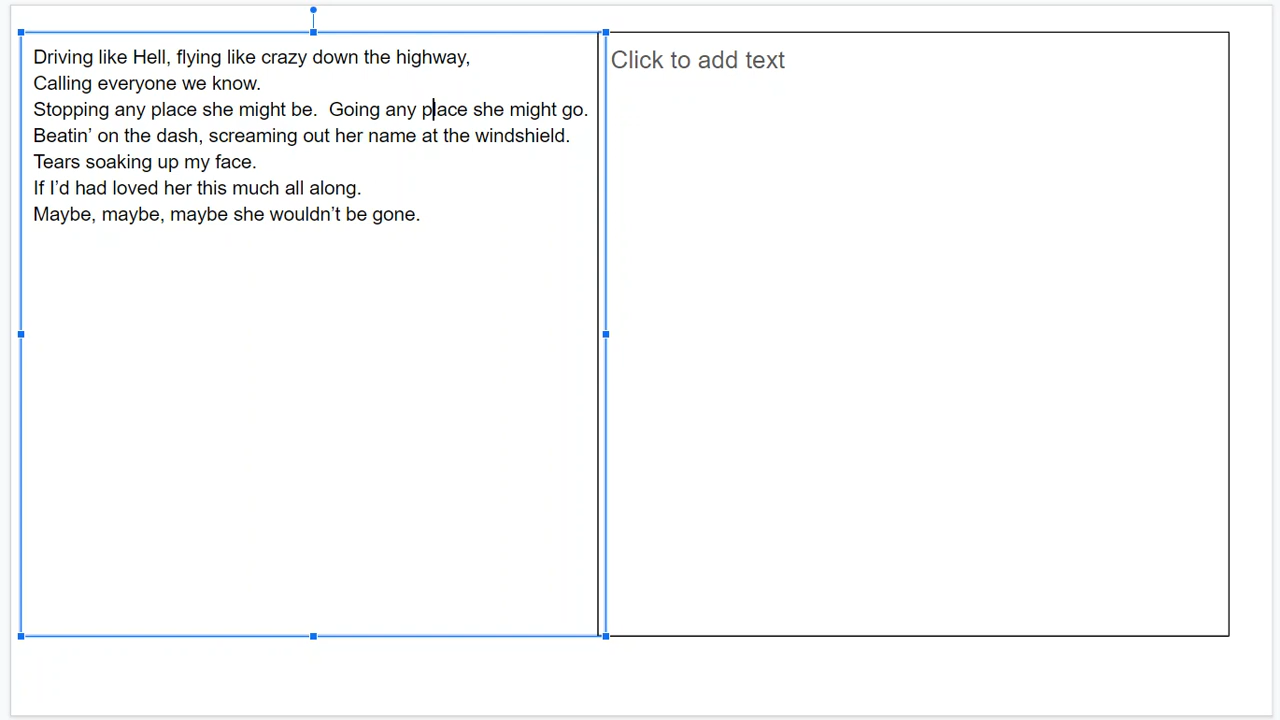 Driving like Hell, flying like crazy down the highway,
Calling everyone we know.
Stopping any place she might be.  Going any place she might go.
Beatin’ on the dash, screaming out her name at the windshield.
Tears soaking up my face.
If I’d had loved her this much all along.
Maybe, maybe, maybe she wouldn’t be gone.
Click to add text